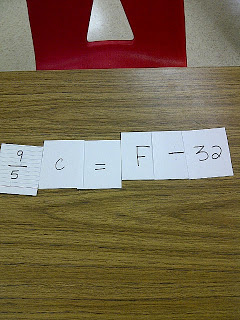 9/5 C = F - 32